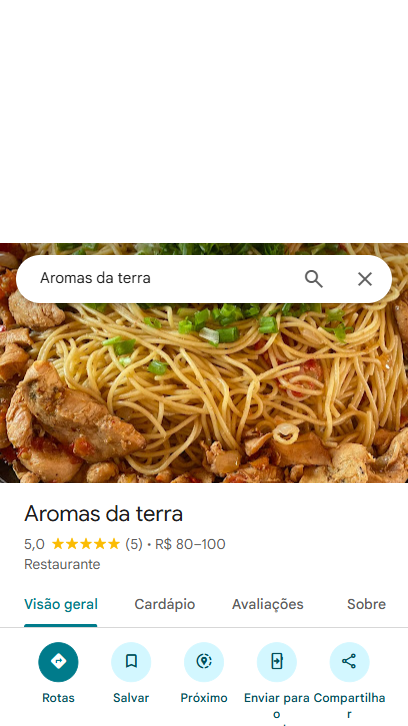 Aromas da terra
Aromas da terra
5,0 ★★★★★ (5) • R$ 80–100
Restaurante
Visão geral Cardápio Avaliações Sobre
Rotas Salvar Próximo Enviar para Compartilha
o r